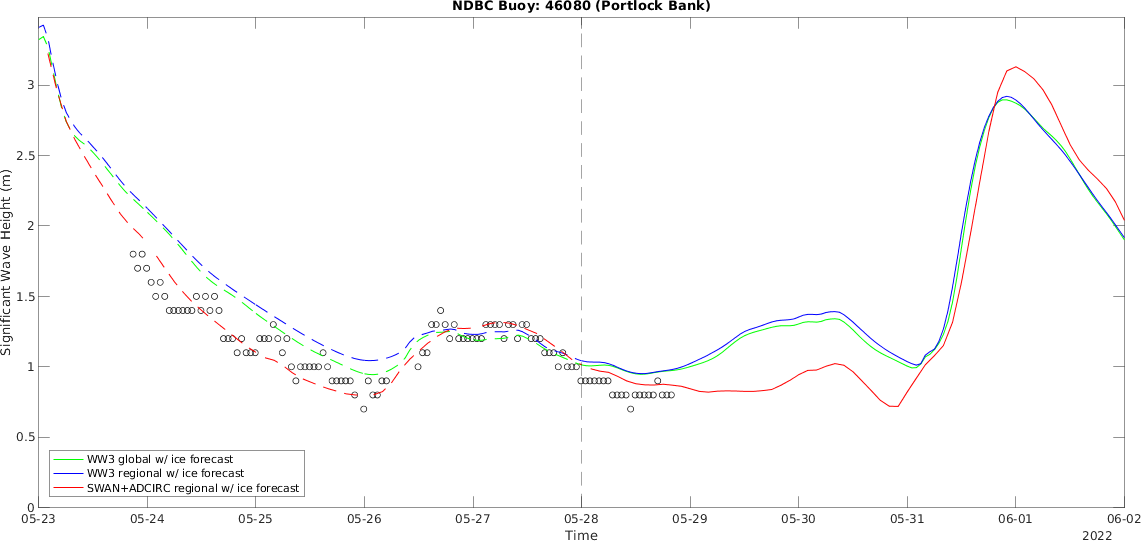 NDBC Buoy: 46080 (Portlock Bank)
Significant Wave Height (m)
3
2.5
2
1.5
1
0.5
0
WW3 global w/ ice forecast
WW3 regional w/ ice forecast
SWAN+ADCIRC regional w/ ice forecast
05-23 05-24 05-25 05-26 05-27 05-28 05-29 05-30 05-31 06-01 06-02
Time 2022